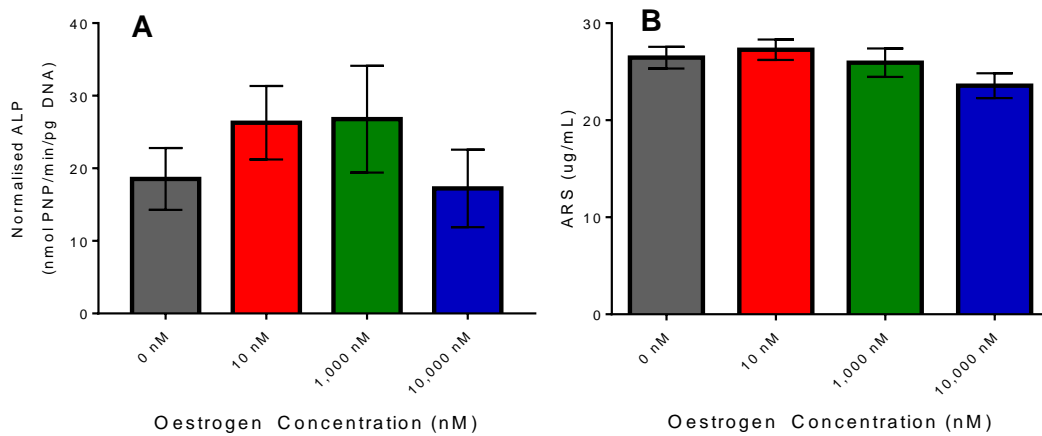 A
Normalised ALP
(nmol PNP/min/pg DNA)
40
30
20
10
0
0 nM
10 nM
1,000 nM
10,000 nM
Oestrogen Concentration (nM)
B
ARS (ug/mL)
30
20
10
0
0 nM
10 nM
1,000 nM
10,000 nM
Oestrogen Concentration (nM)